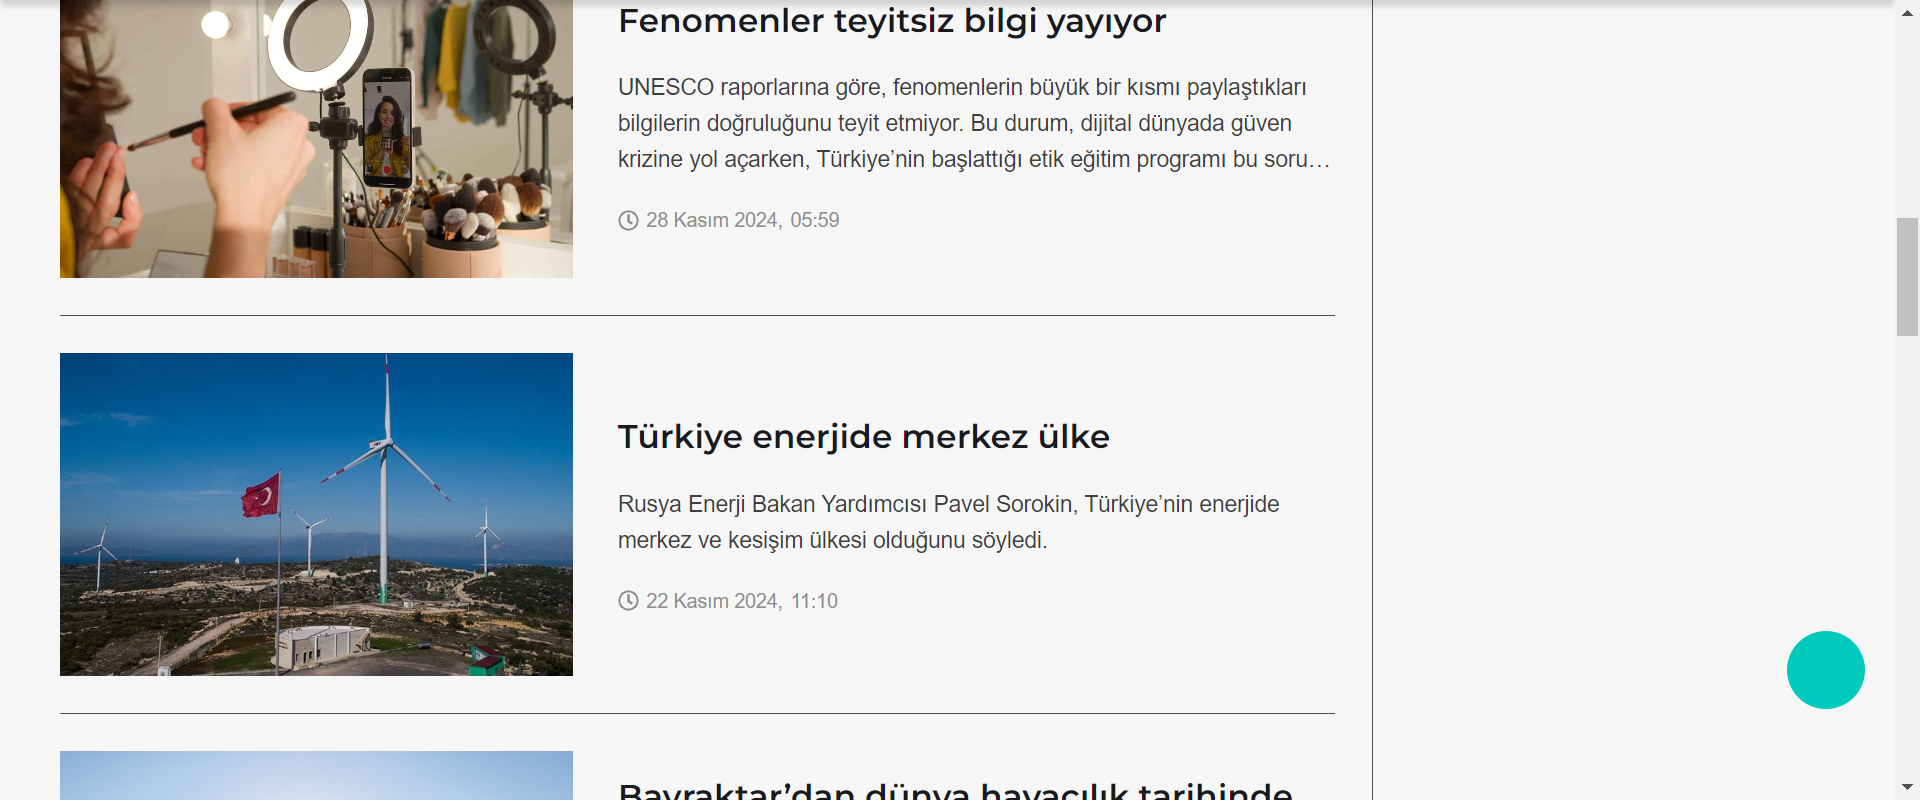 Fenomenler teyitsiz bilgi yayıyor
UNESCO raporlarına göre, fenomenlerin büyük bir kısmı paylaştıkları
bilgilerin doğruluğunu teyit etmiyor. Bu durum, dijital dünyada güven
krizine yol açarken, Türkiye’nin başlattığı etik eğitim programı bu soru…
28 Kasım 2024, 05:59
Türkiye enerjide merkez ülke
Rusya Enerji Bakan Yardımcısı Pavel Sorokin, Türkiye’nin enerjide
merkez ve kesişim ülkesi olduğunu söyledi.
22 Kasım 2024, 11:10
Bayraktar’dan dünya havacılık tarihinde